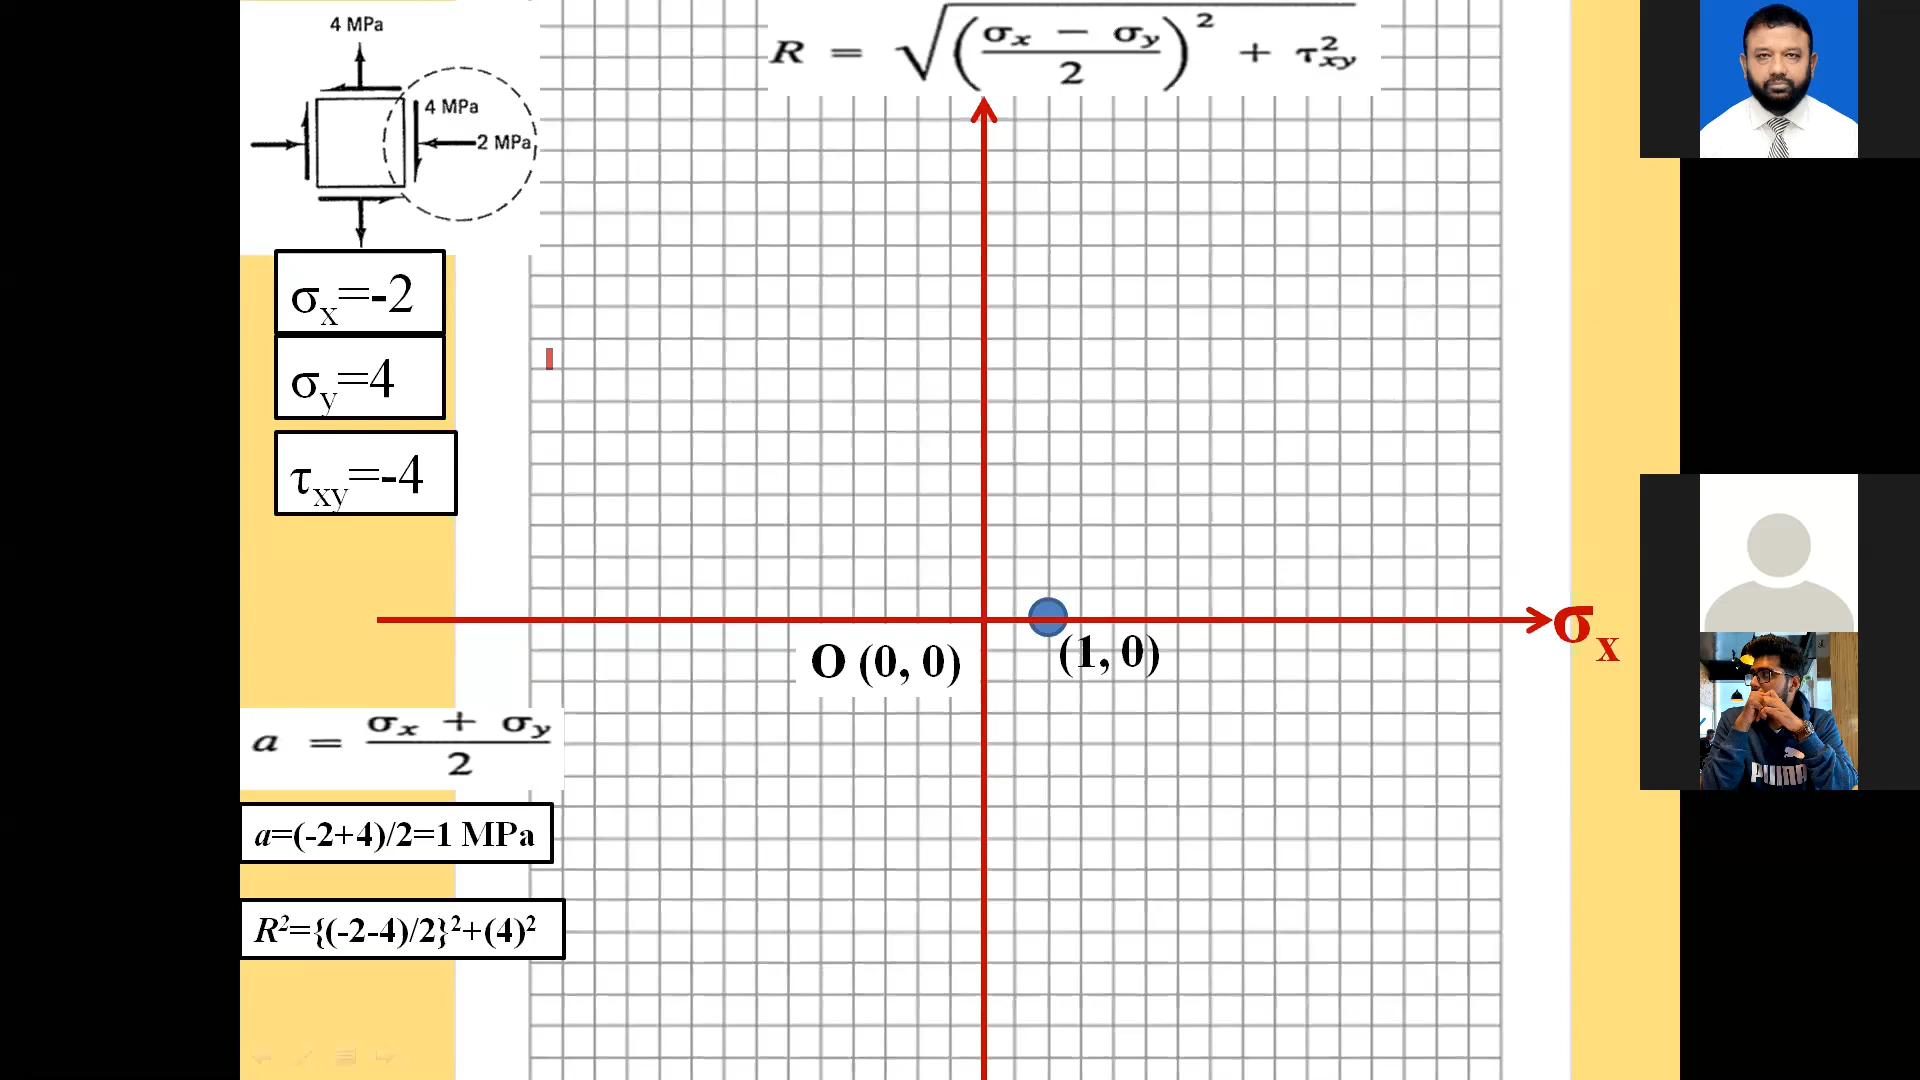 4 MPa
4 MPa
2 MPa
R = √((σx − σy)/2)² + τ²xy
σx=-2
σy=4
τxy=-4
σx
O (0, 0)
(1, 0)
a = (σx + σy)/2
a=(-2+4)/2=1 MPa
R²={(-2-4)/2}²+(4)²
PUMA